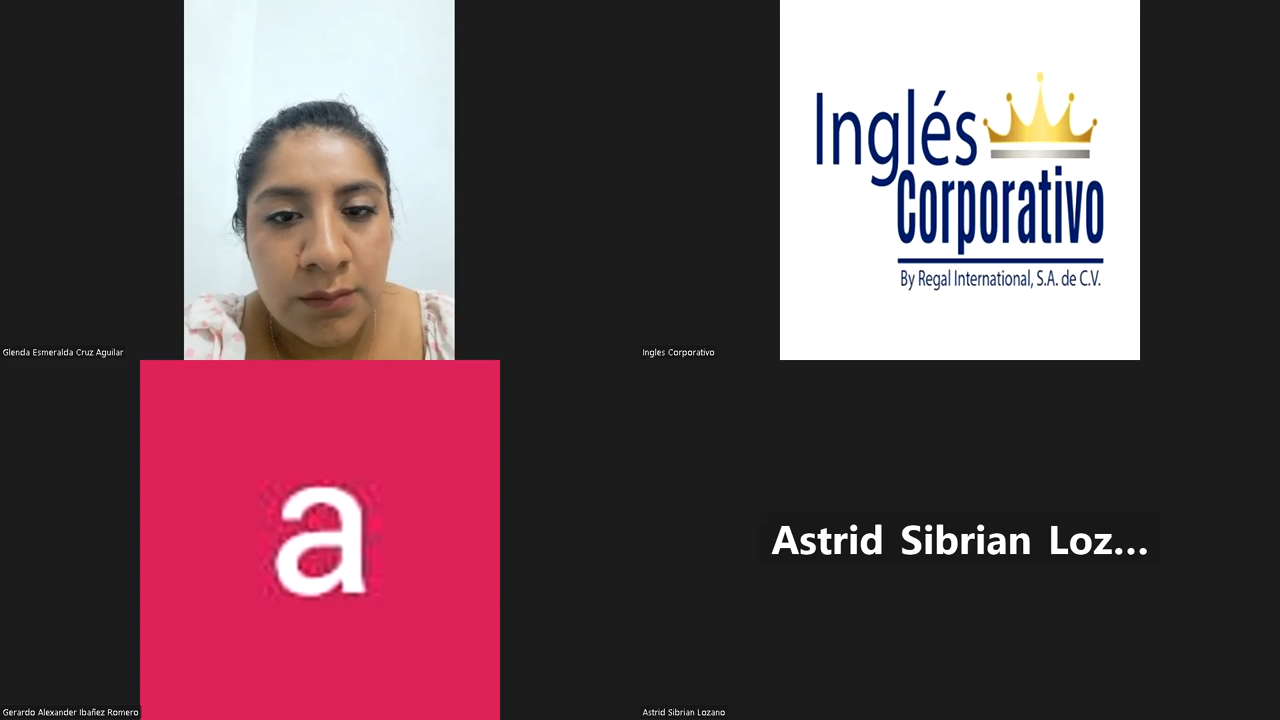 Inglés
Corporativo
By Regal International, S.A. de C.V.
Glenda Esmeralda Cruz Aguilar
Ingles Corporativo
a
Astrid Sibrian Loz...
Gerardo Alexander Ibañez Romero
Astrid Sibrian Lozano